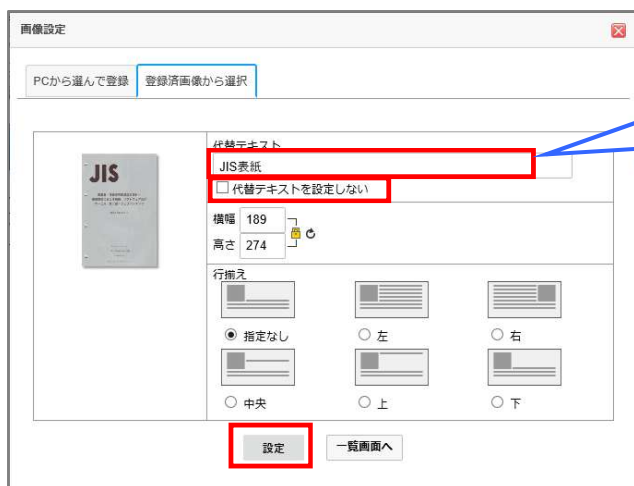 画像設定
PCから選んで登録 登録済画像から選択
JIS
代替テキスト
JIS表紙
代替テキストを設定しない
横幅 189
高さ 274
行揃え
指定なし 左 右
中央 上 下
設定 一覧画面へ